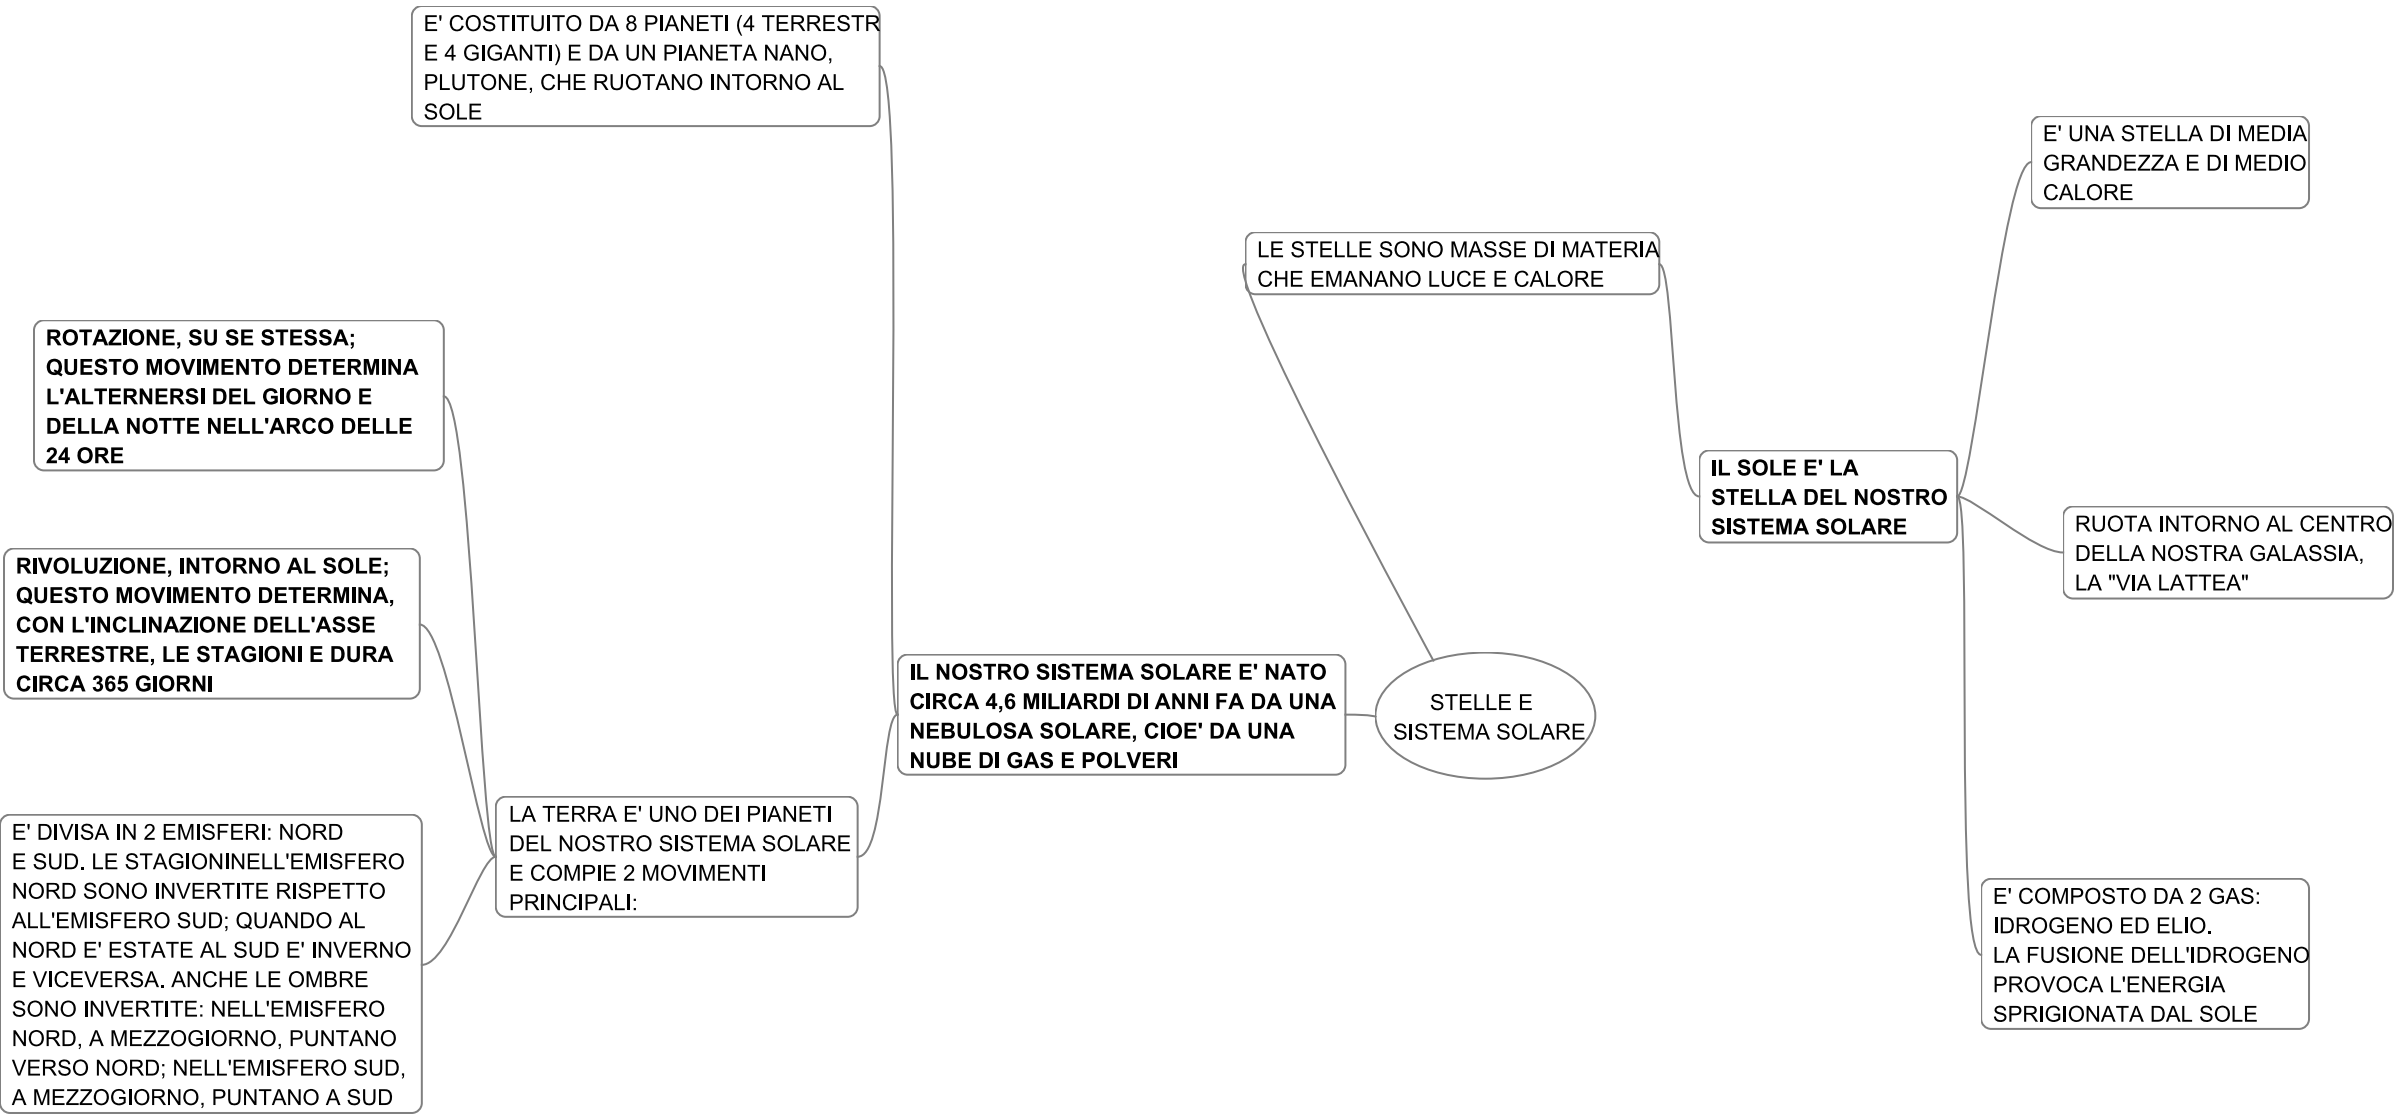 E' COSTITUITO DA 8 PIANETI (4 TERRESTR
E 4 GIGANTI) E DA UN PIANETA NANO,
PLUTONE, CHE RUOTANO INTORNO AL
SOLE
E' UNA STELLA DI MEDIA
GRANDEZZA E DI MEDIO
CALORE
LE STELLE SONO MASSE DI MATERIA
CHE EMANANO LUCE E CALORE
ROTAZIONE, SU SE STESSA;
QUESTO MOVIMENTO DETERMINA
L'ALTERNERSI DEL GIORNO E
DELLA NOTTE NELL'ARCO DELLE
24 ORE
IL SOLE E' LA
STELLA DEL NOSTRO
SISTEMA SOLARE
RUOTA INTORNO AL CENTRO
DELLA NOSTRA GALASSIA,
LA "VIA LATTEA"
RIVOLUZIONE, INTORNO AL SOLE;
QUESTO MOVIMENTO DETERMINA,
CON L'INCLINAZIONE DELL'ASSE
TERRESTRE, LE STAGIONI E DURA
CIRCA 365 GIORNI
IL NOSTRO SISTEMA SOLARE E' NATO
CIRCA 4,6 MILIARDI DI ANNI FA DA UNA
NEBULOSA SOLARE, CIOE' DA UNA
NUBE DI GAS E POLVERI
STELLE E
SISTEMA SOLARE
LA TERRA E' UNO DEI PIANETI
DEL NOSTRO SISTEMA SOLARE
E COMPIE 2 MOVIMENTI
PRINCIPALI:
E' DIVISA IN 2 EMISFERI: NORD
E SUD. LE STAGIONINELL'EMISFERO
NORD SONO INVERTITE RISPETTO
ALL'EMISFERO SUD; QUANDO AL
NORD E' ESTATE AL SUD E' INVERNO
E VICEVERSA. ANCHE LE OMBRE
SONO INVERTITE: NELL'EMISFERO
NORD, A MEZZOGIORNO, PUNTANO
VERSO NORD; NELL'EMISFERO SUD,
A MEZZOGIORNO, PUNTANO A SUD
E' COMPOSTO DA 2 GAS:
IDROGENO ED ELIO.
LA FUSIONE DELL'IDROGENO
PROVOCA L'ENERGIA
SPRIGIONATA DAL SOLE